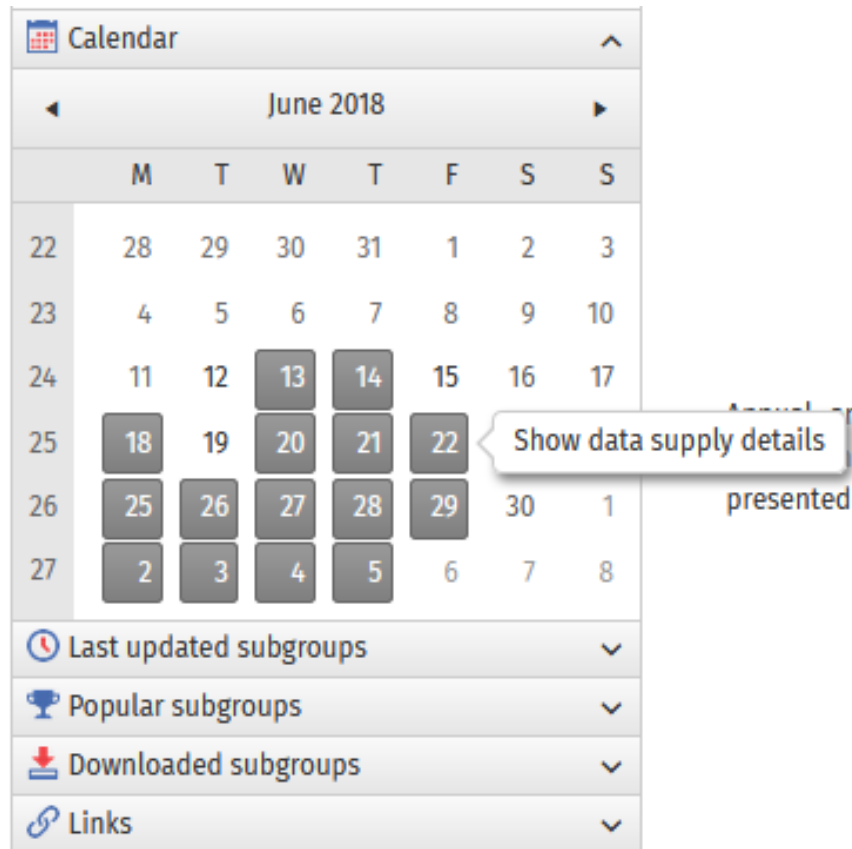 Calendar
June 2018
M T W T F S S
22 28 29 30 31 1 2 3
23 4 5 6 7 8 9 10
24 11 12 13 14 15 16 17
25 18 19 20 21 22 Show data supply details
26 25 26 27 28 29 30 1 presented
27 2 3 4 5 6 7 8
Last updated subgroups
Popular subgroups
Downloaded subgroups
Links